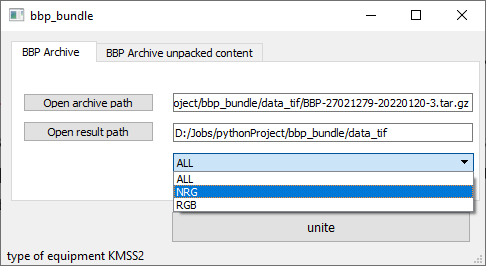 bbp_bundle
BBP Archive
BBP Archive unpacked content
Open archive path
oject/bbp_bundle/data_tif/BBP-27021279-20220120-3.tar.gz
Open result path
D:/Jobs/pythonProject/bbp_bundle/data_tif
ALL
ALL
NRG
RGB
unite
type of equipment KMSS2